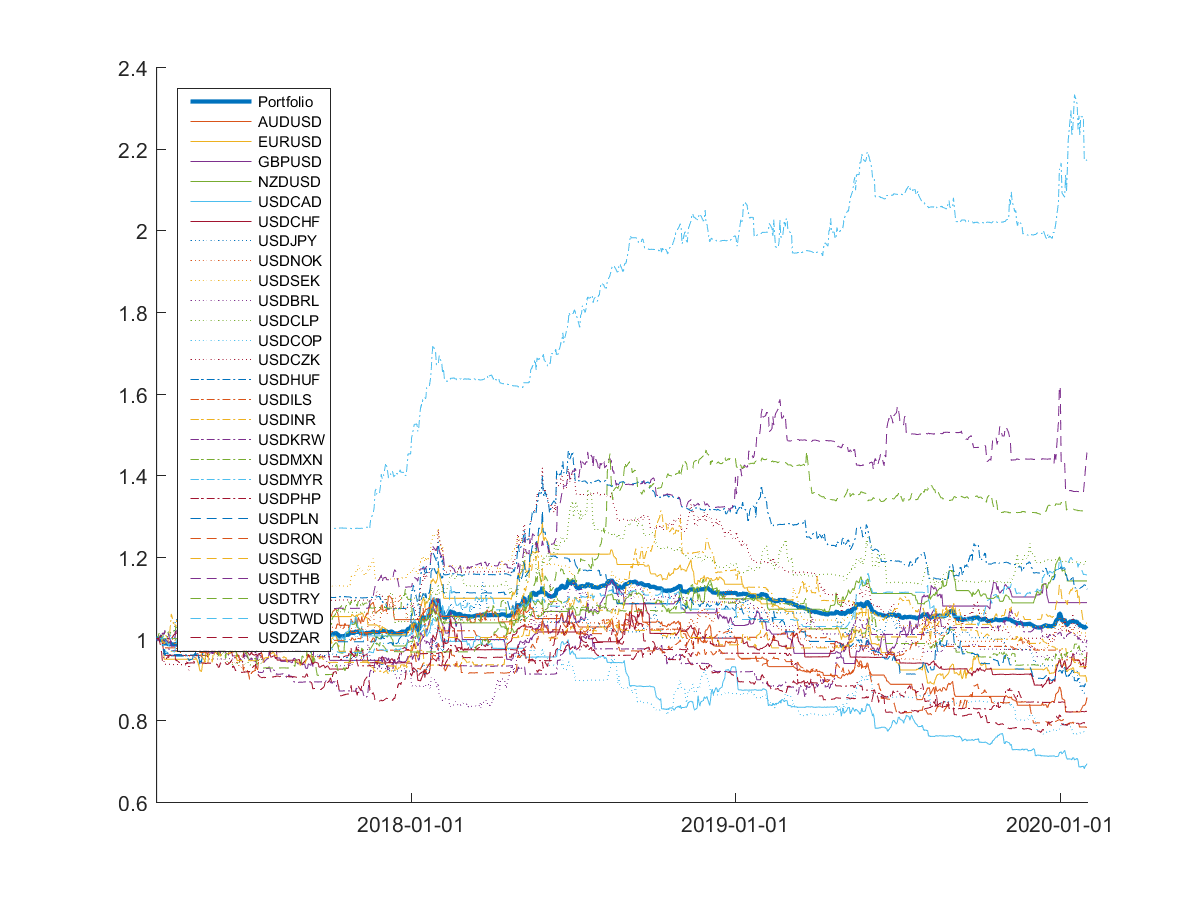 2.4
2.2
2
1.8
1.6
1.4
1.2
1
0.8
0.6
Portfolio
AUDUSD
EURUSD
GBPUSD
NZDUSD
USDCAD
USDCHF
USDJPY
USDNOK
USDSEK
USDBRL
USDCLP
USDCOP
USDCZK
USDHUF
USDILS
USDINR
USDKRW
USDMXN
USDMYR
USDPHP
USDPLN
USDRON
USDSGD
USDTHB
USDTRY
USDTWD
USDZAR
2018-01-01
2019-01-01
2020-01-01